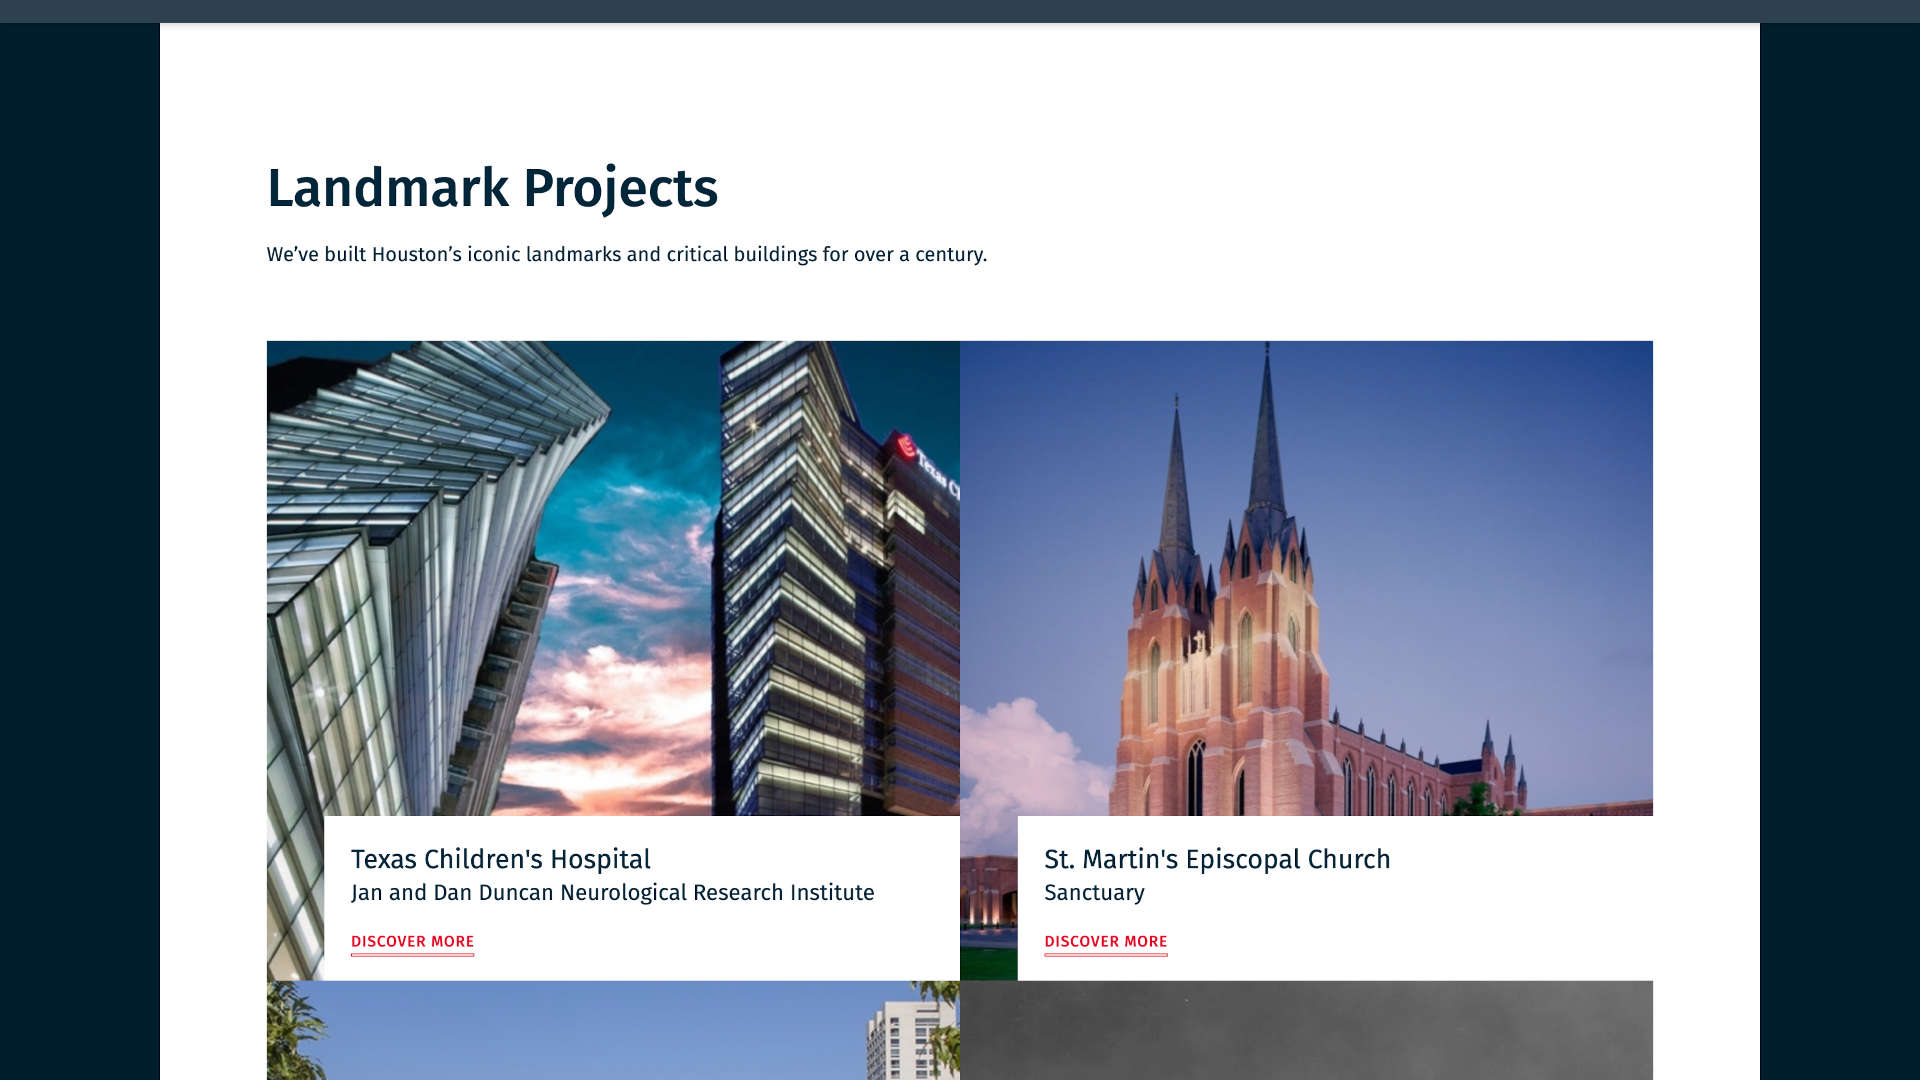 Landmark Projects
We’ve built Houston’s iconic landmarks and critical buildings for over a century.
Texas
Texas Children's Hospital
Jan and Dan Duncan Neurological Research Institute
DISCOVER MORE
St. Martin's Episcopal Church
Sanctuary
DISCOVER MORE